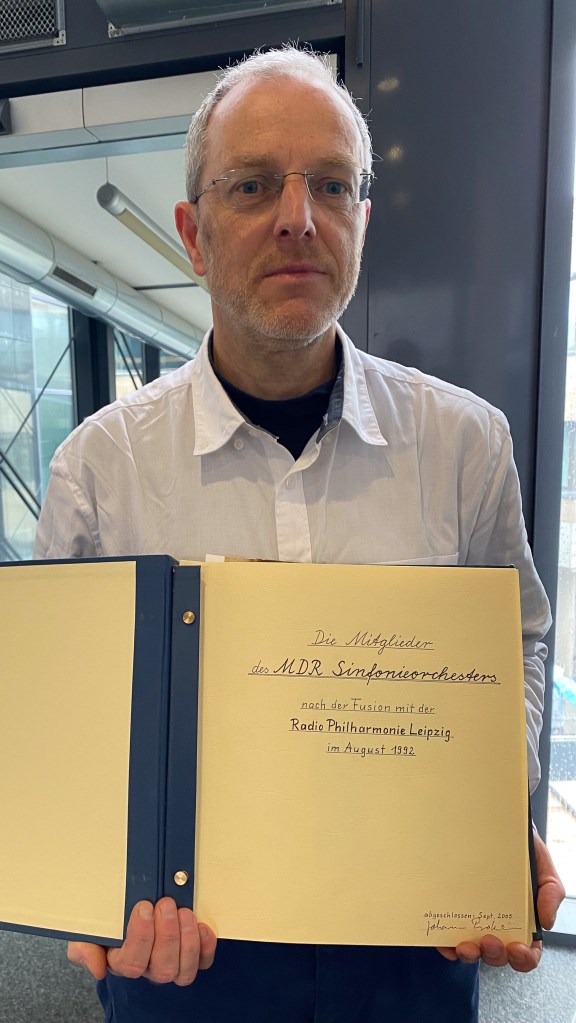 Die Mitglieder
des MDR Sinfonieorchesters
nach der Fusion mit der
Radio Philharmonie Leipzig
im August 1992
abgeschlossen: Sept. 2005
Johann